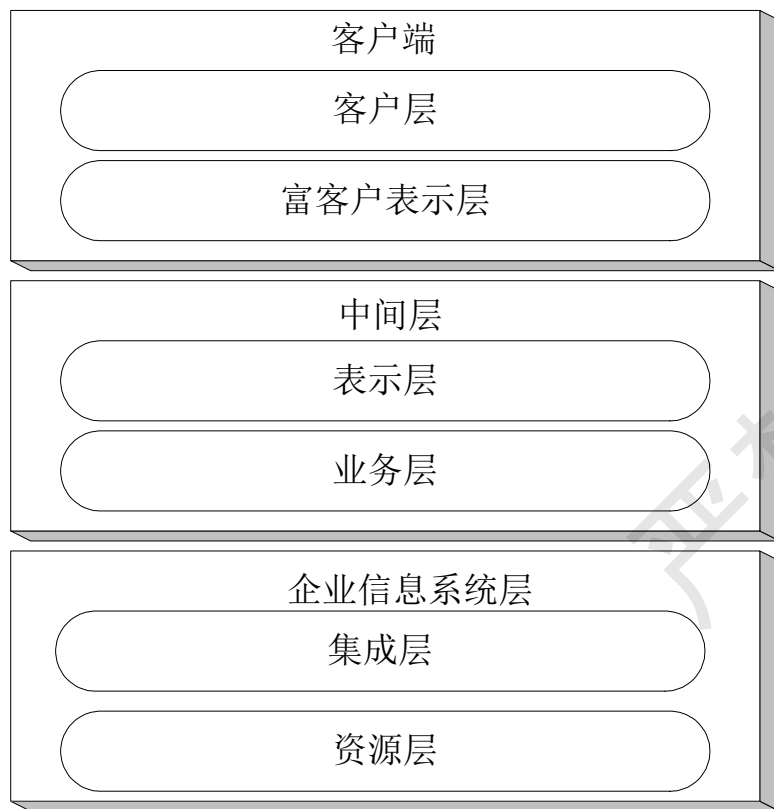 客户端
客户层
富客户表示层
中间层
表示层
业务层
企业信息系统层
集成层
资源层
严